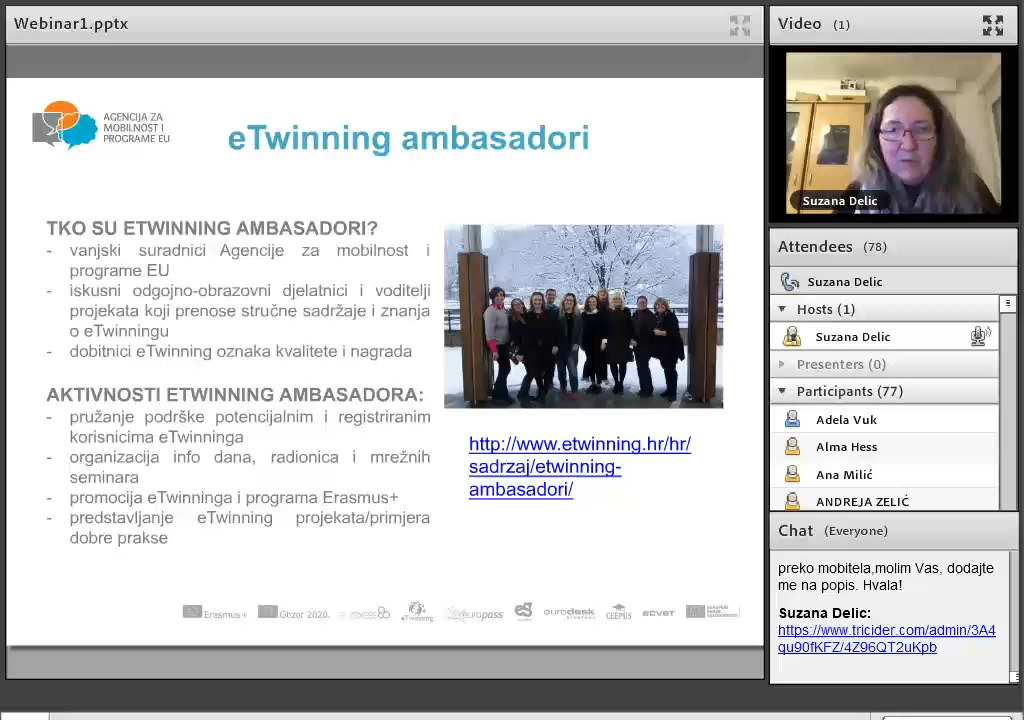 Webinar1.pptx
AGENCIJA ZA
MOBILNOST I
PROGRAME EU
eTwinning ambasadori
TKO SU ETWINNING AMBASADORI?
- vanjski suradnici Agencije za mobilnost i
programe EU
- iskusni odgojno-obrazovni djelatnici i voditelji
projekata koji prenose stručne sadržaje i znanja
o eTwinningu
- dobitnici eTwinning oznaka kvalitete i nagrada
AKTIVNOSTI ETWINNING AMBASADORA:
- pružanje podrške potencijalnim i registriranim
korisnicima eTwinninga
- organizacija info dana, radionica i mrežnih
seminara
- promocija eTwinninga i programa Erasmus+
- predstavljanje eTwinning projekata/primjera
dobre prakse
http://www.etwinning.hr/hr/
sadrzaj/etwinning-
ambasadori/
Erasmus+
Obzor 2020.
eTwinning
europass
eurodesk
CEEPUS
ecvet
Video (1)
Suzana Delic
Attendees (78)
Suzana Delic
Hosts (1)
Suzana Delic
Presenters (0)
Participants (77)
Adela Vuk
Alma Hess
Ana Milić
ANDREJA ZELIĆ
Chat (Everyone)
preko mobitela,molim Vas, dodajte
me na popis. Hvala!
Suzana Delic:
https://www.tricider.com/admin/3A4
qu90fKFZ/4Z96QT2uKpb